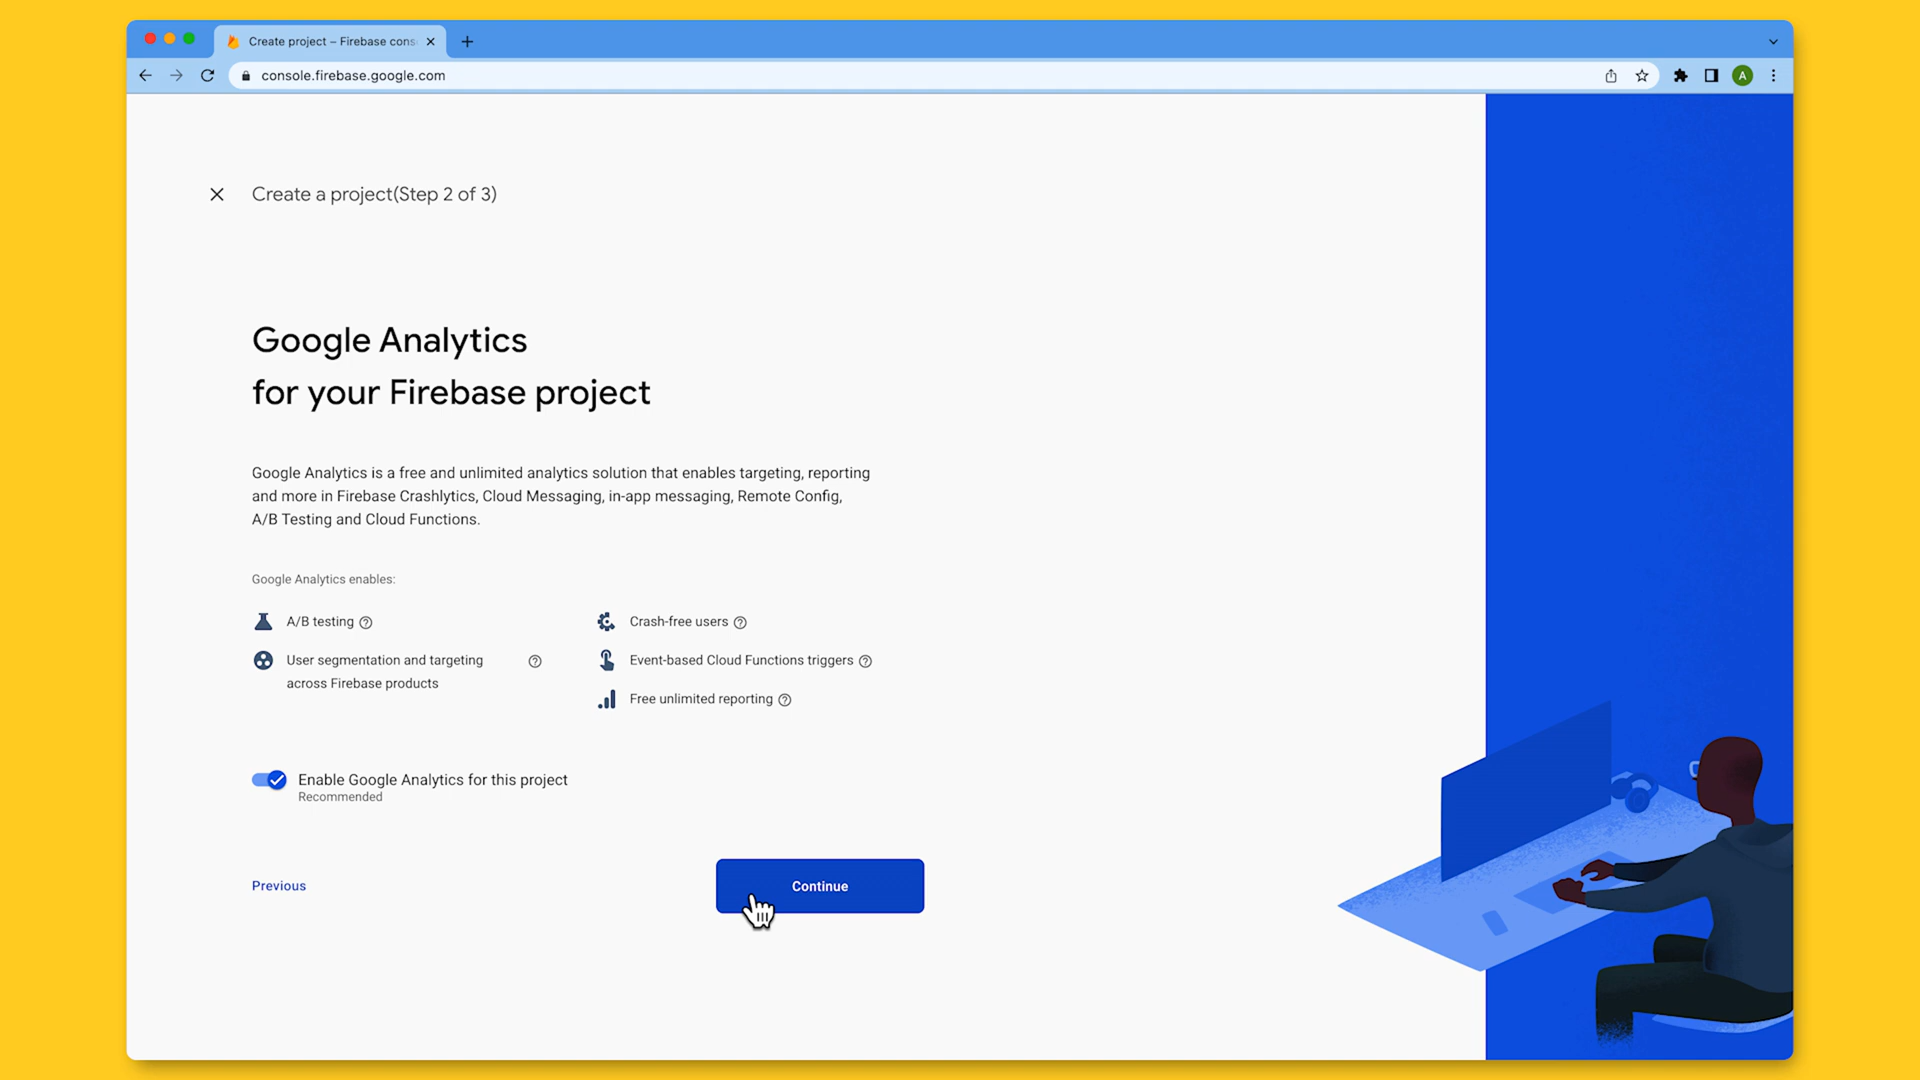 Create project – Firebase cons
console.firebase.google.com
A
Create a project(Step 2 of 3)
Google Analytics
for your Firebase project
Google Analytics is a free and unlimited analytics solution that enables targeting, reporting
and more in Firebase Crashlytics, Cloud Messaging, in-app messaging, Remote Config,
A/B Testing and Cloud Functions.
Google Analytics enables:
A/B testing
User segmentation and targeting
across Firebase products
Crash-free users
Event-based Cloud Functions triggers
Free unlimited reporting
Enable Google Analytics for this project
Recommended
Previous
Continue